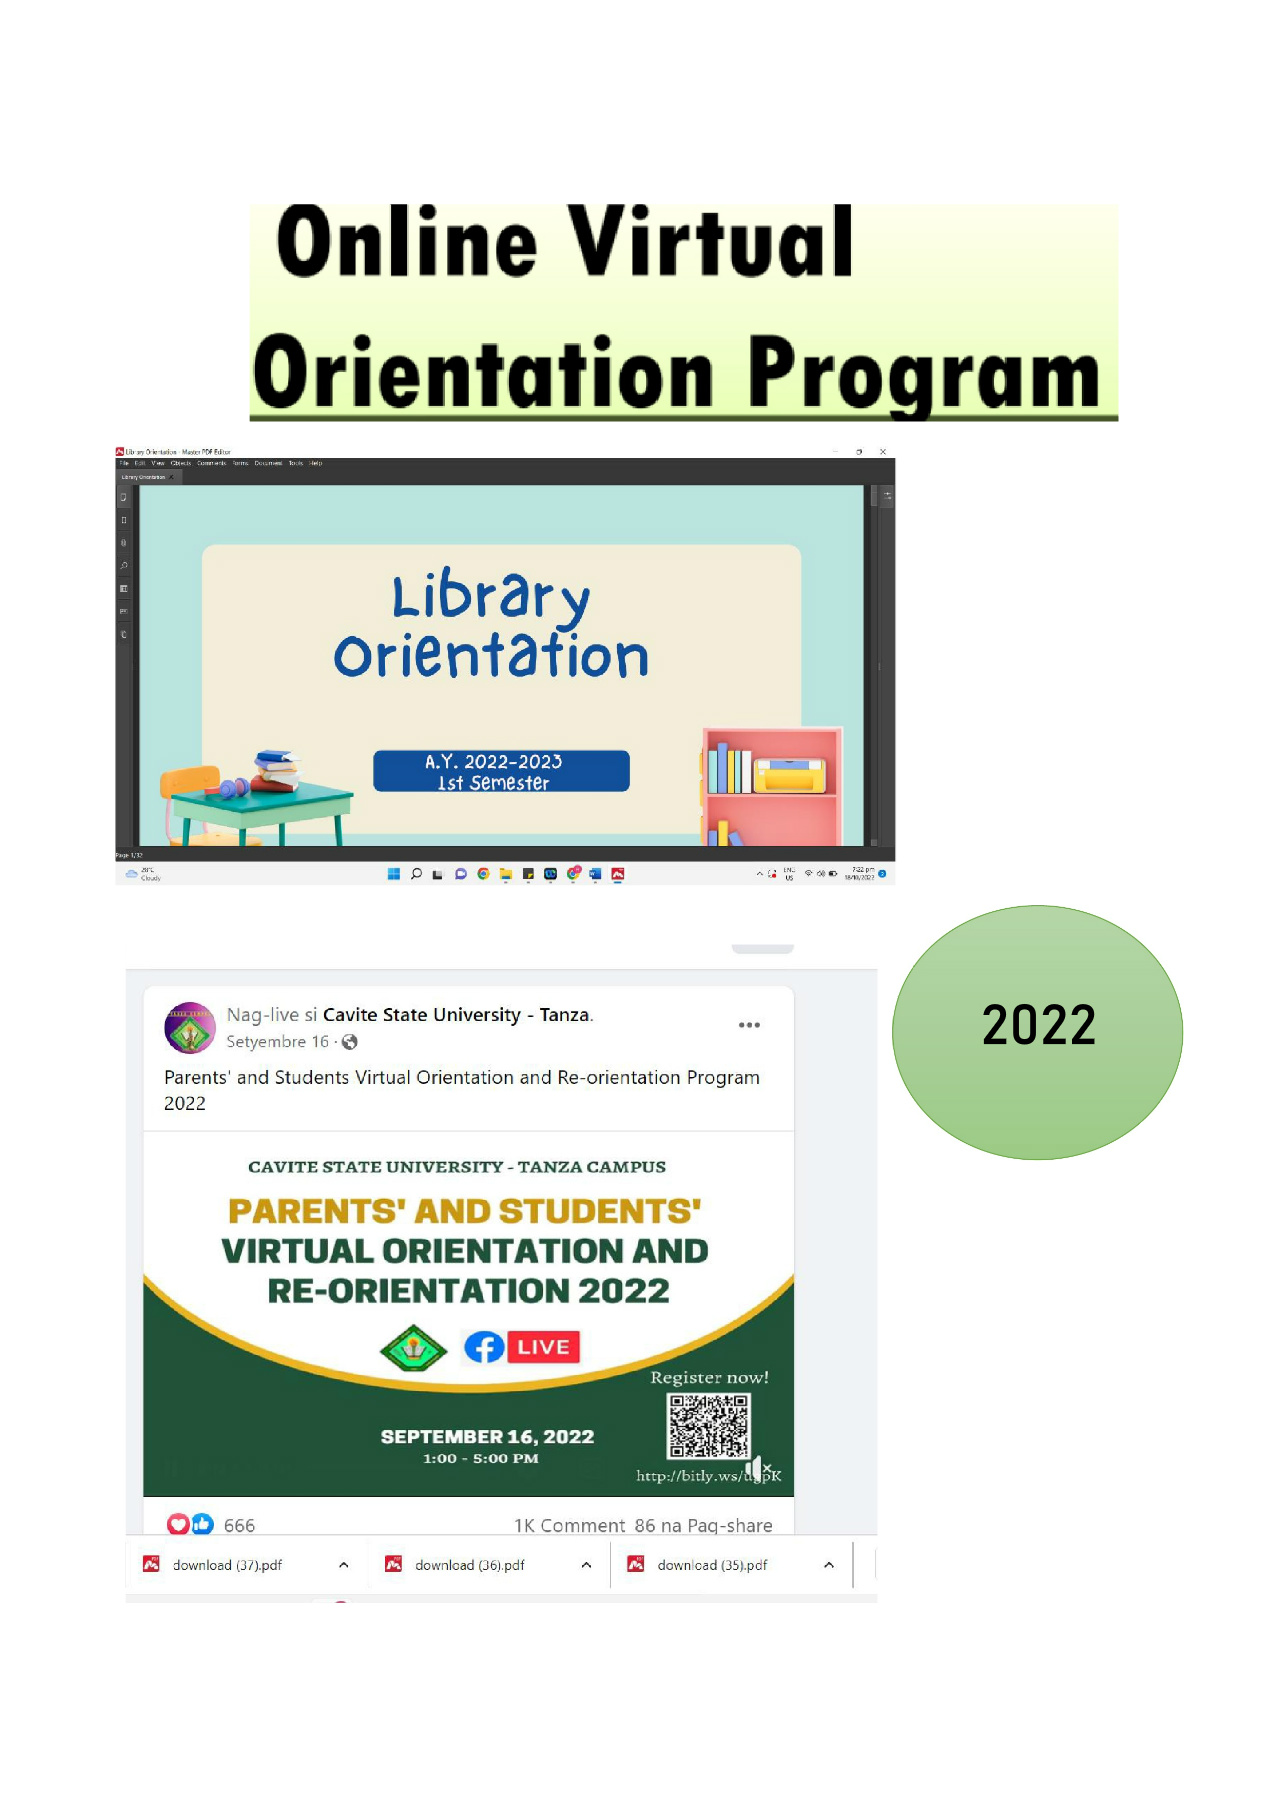 Online Virtual
Orientation Program
Library Orientation - Master PDF Editor
File Edit View Objects Comments Forms Document Tools Help
Library Orientation
Library
Orientation
A.Y. 2022-2023
1st Semester
Page 1/32
28°C
Cloudy
ENG
US
7:22 pm
18/10/2022
Nag-live si Cavite State University - Tanza.
Setyembre 16
Parents' and Students Virtual Orientation and Re-orientation Program
2022
CAVITE STATE UNIVERSITY - TANZA CAMPUS
PARENTS' AND STUDENTS'
VIRTUAL ORIENTATION AND
RE-ORIENTATION 2022
LIVE
Register now!
SEPTEMBER 16, 2022
1:00 - 5:00 PM
666
1K Comment 86 na Pag-share
download (37).pdf
download (36).pdf
download (35).pdf
2022